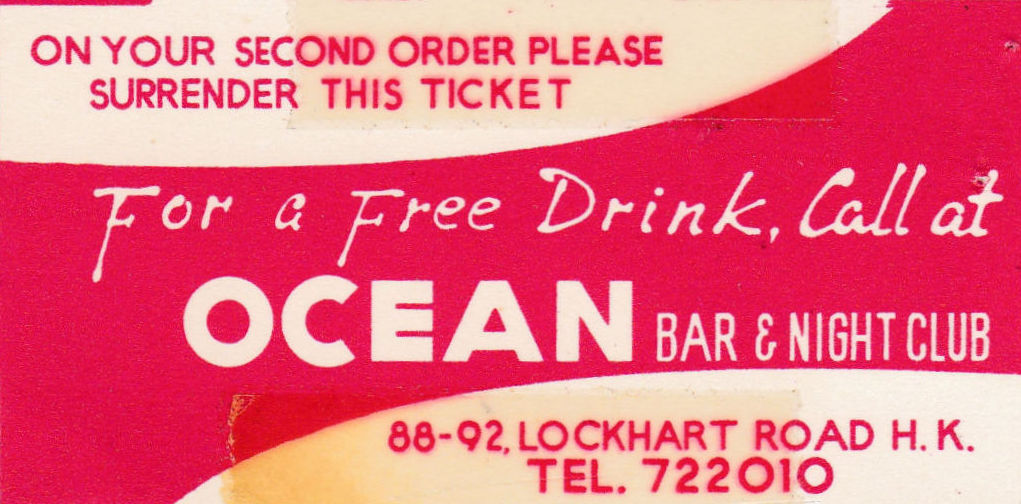 ON YOUR SECOND ORDER PLEASE
SURRENDER THIS TICKET
For a Free Drink, Call at
OCEAN BAR & NIGHT CLUB
88-92, LOCKHART ROAD H. K.
TEL. 722010